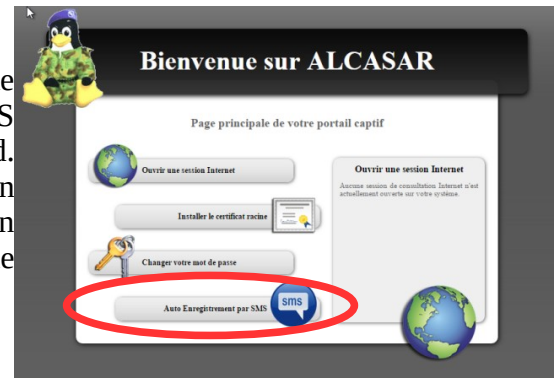 Bienvenue sur ALCASAR
Page principale de votre portail captif
Ouvrir une session Internet
Installer le certificat racine
Changer votre mot de passe
Auto Enregistrement par SMS
sms
Ouvrir une session Internet
Aucune session de consultation Internet n'est
actuellement ouverte sur votre système.
e
S
d.
n
n
e